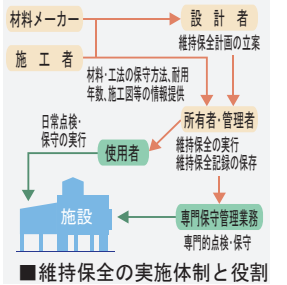 材料メーカー
設計者
維持保全計画の立案
施工者
材料・工法の保守方法、耐用
年数、施工図等の情報提供
所有者・管理者
維持保全の実行
維持保全記録の保存
日常点検・
保守の実行
使用者
施設
専門保守管理業務
専門的点検・保守
■維持保全の実施体制と役割